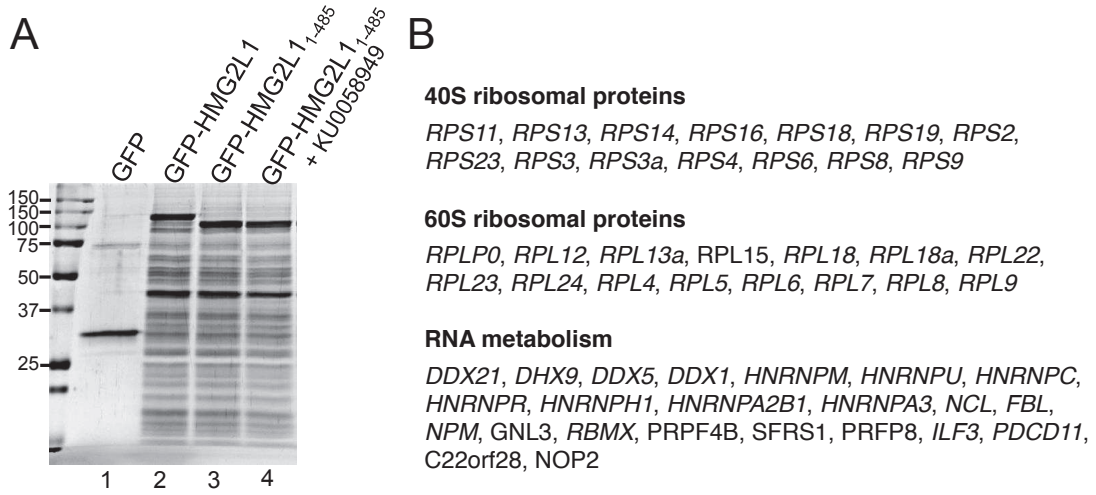 A
B
GFP
GFP-HMG2L1
GFP-HMG2L1 1-485
GFP-HMG2L1 1-485
+ KU0058949
150
150
100
75
50
37
25
1 2 3 4
40S ribosomal proteins
RPS11, RPS13, RPS14, RPS16, RPS18, RPS19, RPS2,
RPS23, RPS3, RPS3a, RPS4, RPS6, RPS8, RPS9
60S ribosomal proteins
RPLP0, RPL12, RPL13a, RPL15, RPL18, RPL18a, RPL22,
RPL23, RPL24, RPL4, RPL5, RPL6, RPL7, RPL8, RPL9
RNA metabolism
DDX21, DHX9, DDX5, DDX1, HNRNPM, HNRNPU, HNRNPC,
HNRNPR, HNRNPH1, HNRNPA2B1, HNRNPA3, NCL, FBL,
NPM, GNL3, RBMX, PRPF4B, SFRS1, PRFP8, ILF3, PDCD11,
C22orf28, NOP2